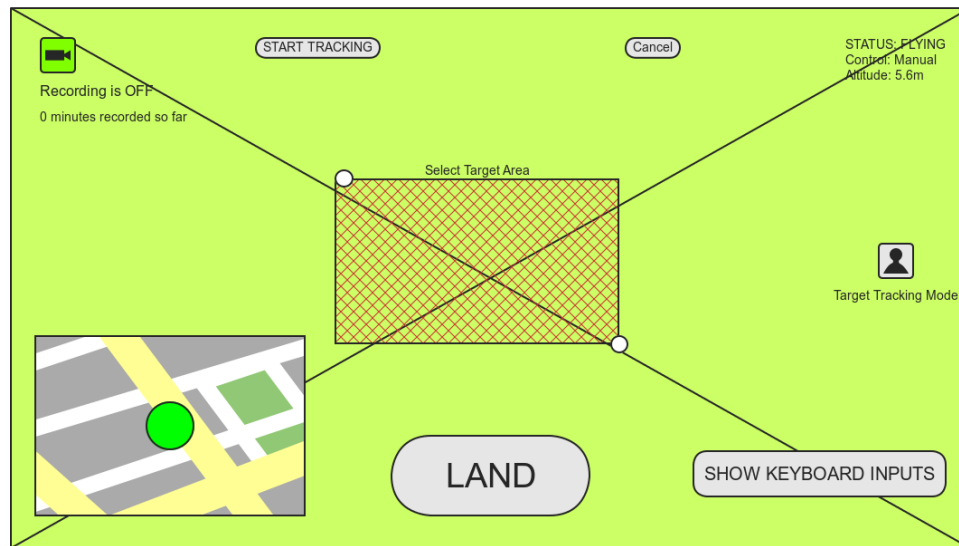 START TRACKING
Cancel
STATUS: FLYING
Control: Manual
Altitude: 5.6m
Recording is OFF
0 minutes recorded so far
Select Target Area
Target Tracking Mode
LAND
SHOW KEYBOARD INPUTS